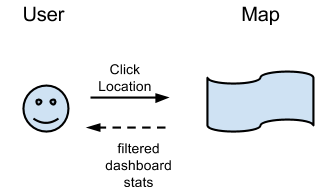 User
Map
Click
Location
filtered
dashboard
stats